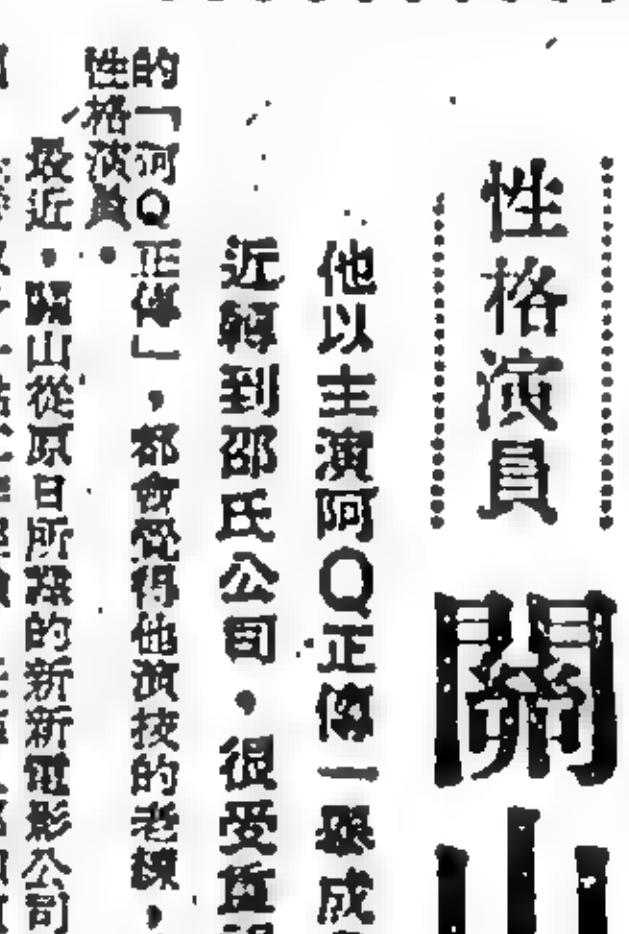 性格演員
關山
他以主演阿Q正傳一舉成
近轉到邵氏公司，很受重視
的「阿Q正傳」，都會覺得他演技的老練，
性格演員。
最近，關山從原日所隸的新新電影公司